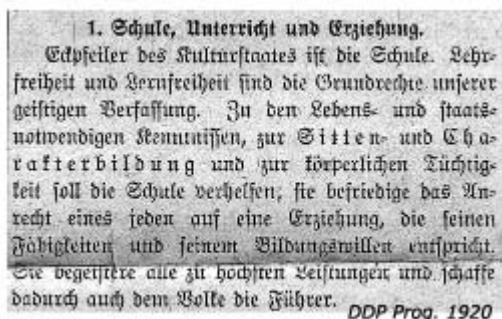 1. Schule, Unterricht und Erziehung.
Eckpfeiler des Kulturstaates ist die Schule. Lehr-
freiheit und Lernfreiheit sind die Grundrechte unserer
geistigen Verfassung. Zu den Lebens- und staats-
notwendigen Kenntnissen, zur Sitten- und Cha-
rakterbildung und zur körperlichen Tüchtig-
keit soll die Schule verhelfen, sie befriedige das An-
recht eines jeden auf eine Erziehung, die seinen
Fähigkeiten und seinem Bildungswillen entspricht.
Sie begeistere alle zu höchsten Leistungen und schaffe
dadurch auch dem Volke die Führer.
DDP Prog. 1920